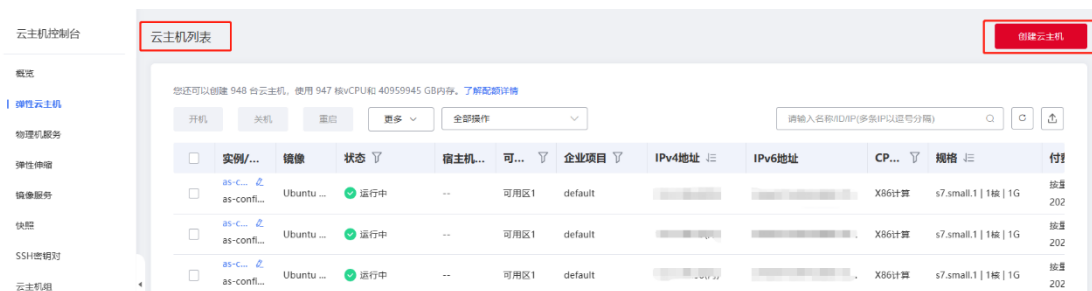 云主机控制台
云主机列表
创建云主机
概览
弹性云主机
物理机服务
弹性伸缩
镜像服务
快照
SSH密钥对
云主机组
您还可以创建 948 台云主机，使用 947 核vCPU和 40959945 GB内存。了解配额详情
开机 关机 重启 更多 全部操作 请输入名称/ID/IP(多条IP以逗号分隔)
实例/... 镜像 状态 宿主机... 可... 企业项目 IPv4地址 IPv6地址 CP... 规格
as-c...
as-confi... Ubuntu ... 运行中 -- 可用区1 default X86计算 s7.small.1 | 1核 | 1G 按量
202
as-c...
as-confi... Ubuntu ... 运行中 -- 可用区1 default X86计算 s7.small.1 | 1核 | 1G 按量
202
as-c...
as-confi... Ubuntu ... 运行中 -- 可用区1 default X86计算 s7.small.1 | 1核 | 1G 按量
202